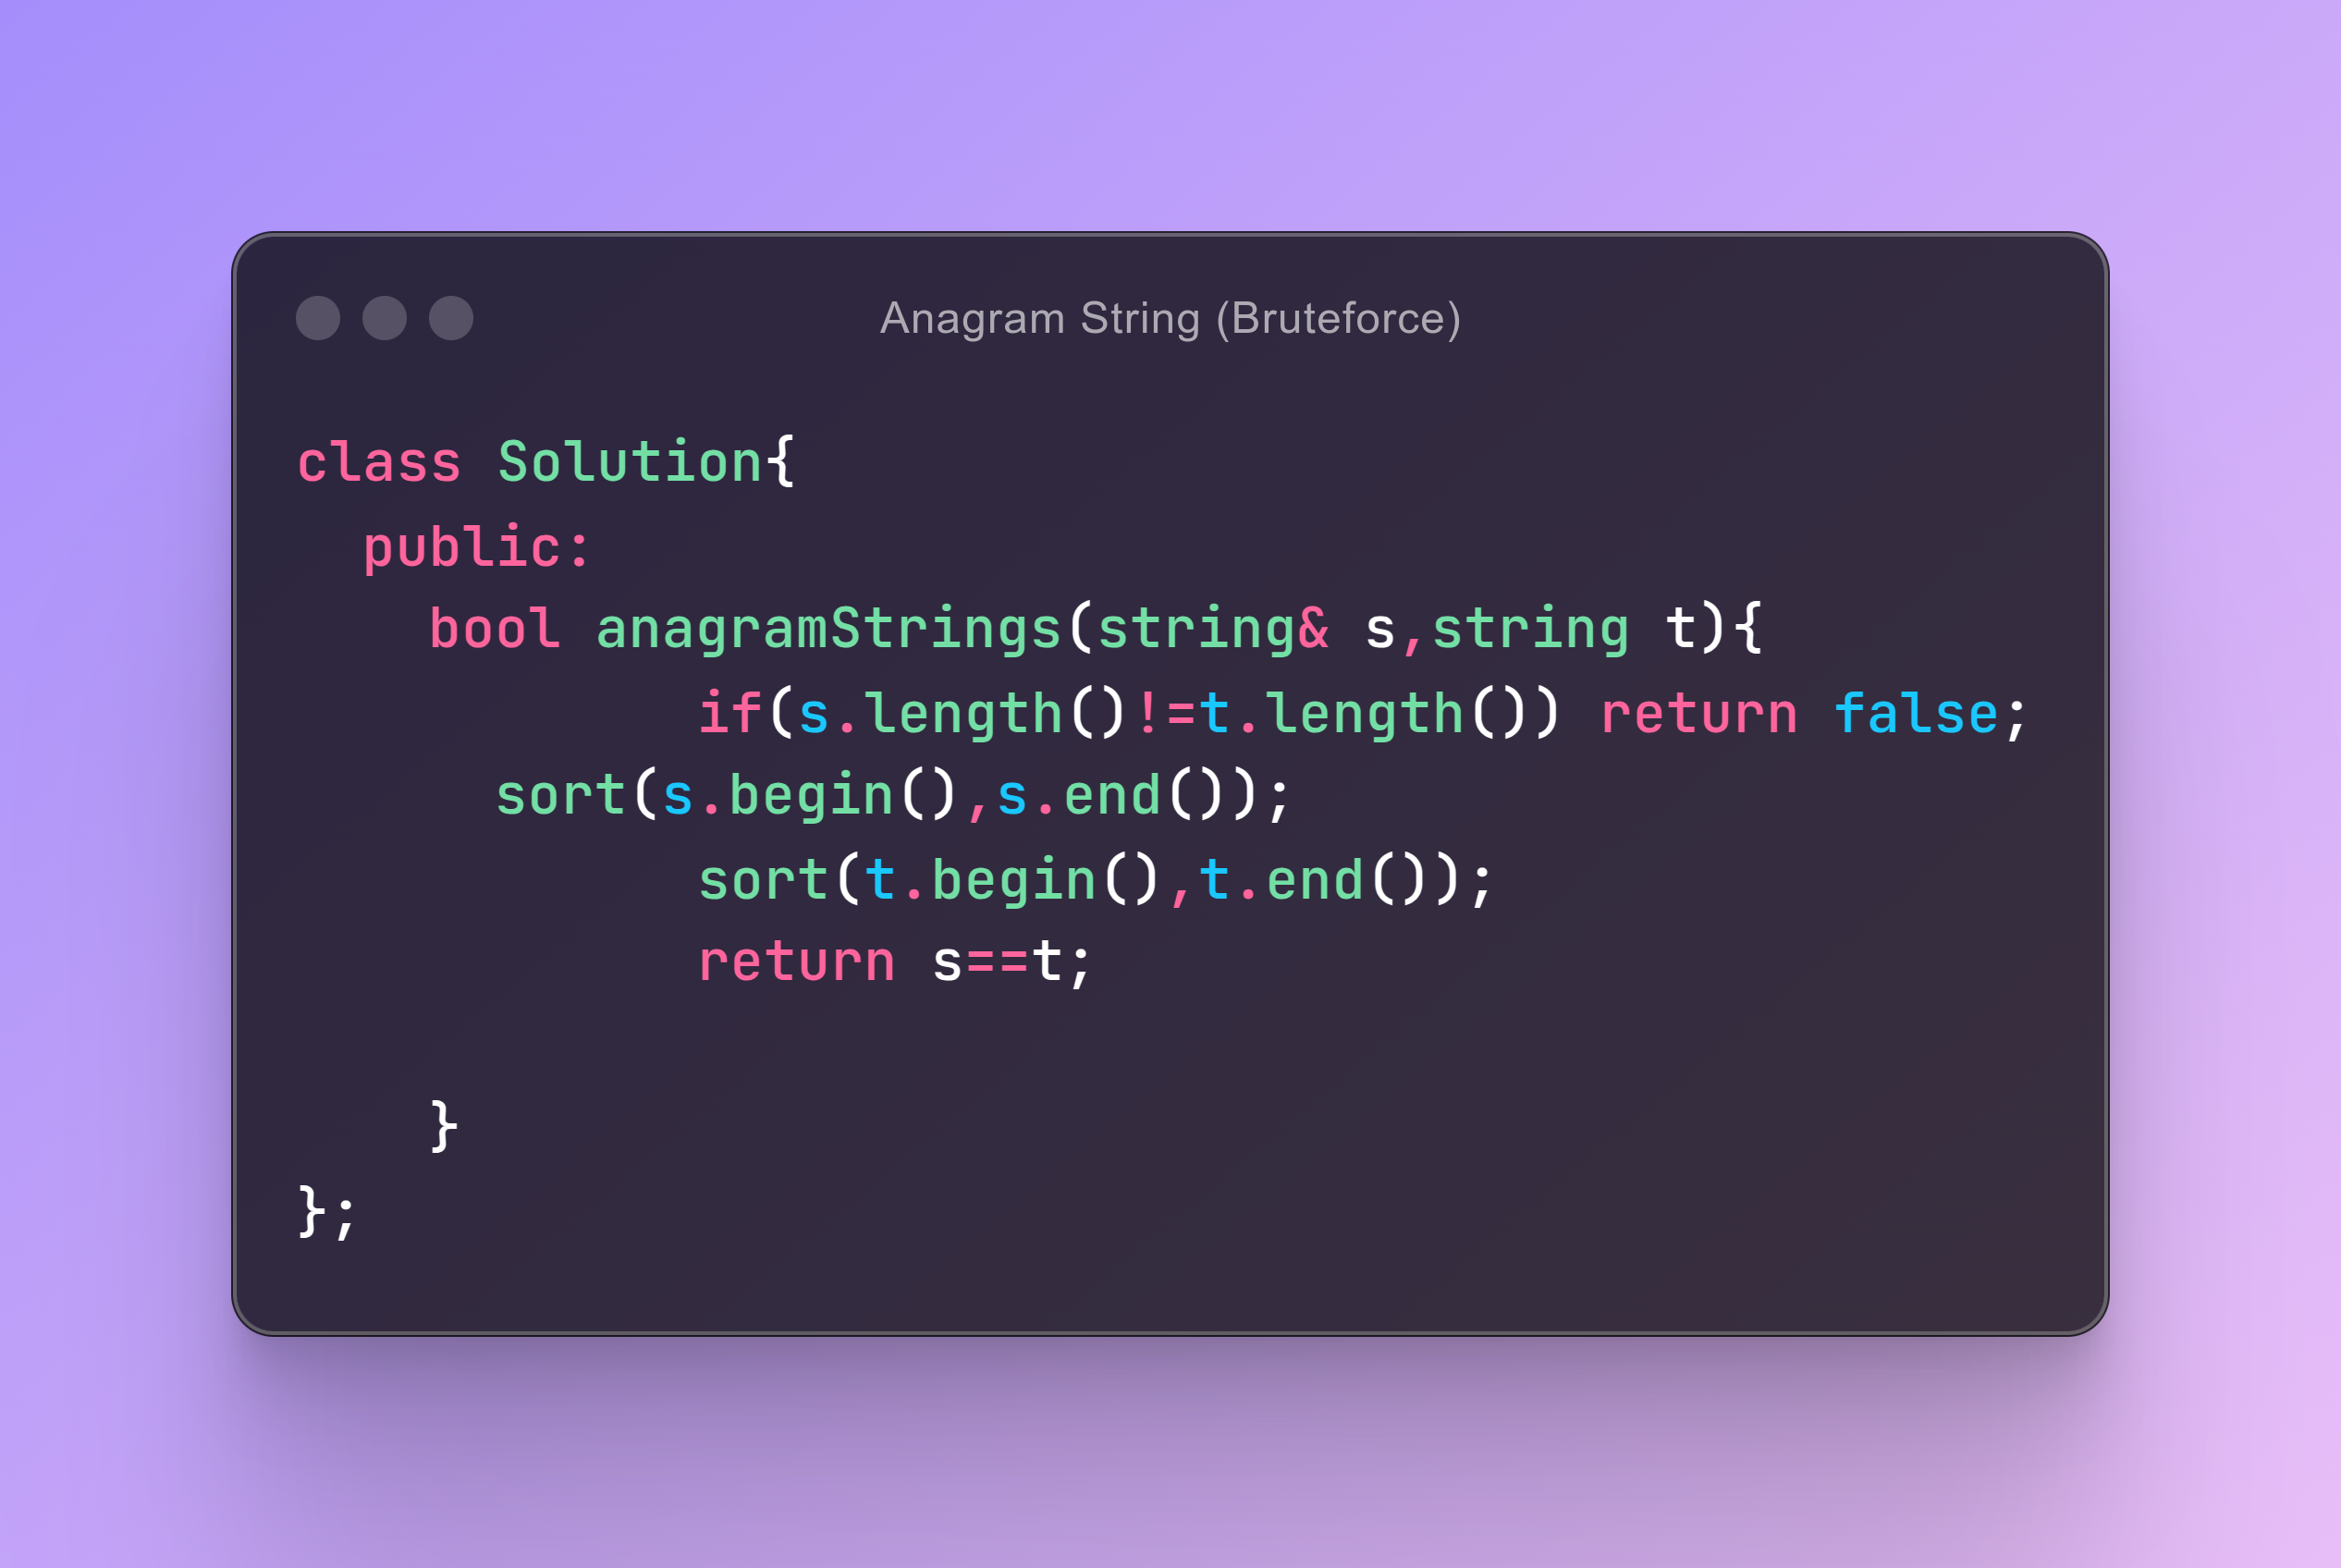 Anagram String (Bruteforce)
class Solution{
  public:
    bool anagramStrings(string& s,string t){
            if(s.length()!=t.length()) return false;
      sort(s.begin(),s.end());
            sort(t.begin(),t.end());
            return s==t;
    }
};